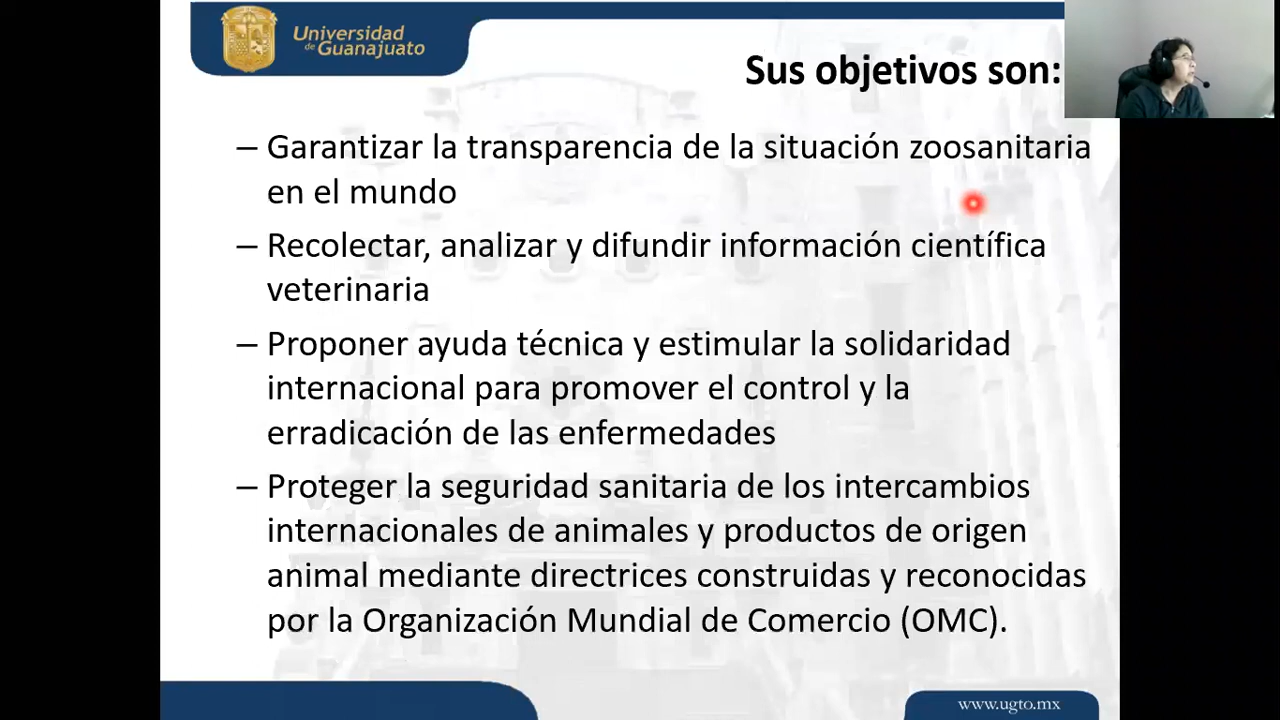 Universidad
de Guanajuato
Sus objetivos son:
– Garantizar la transparencia de la situación zoosanitaria
en el mundo
– Recolectar, analizar y difundir información científica
veterinaria
– Proponer ayuda técnica y estimular la solidaridad
internacional para promover el control y la
erradicación de las enfermedades
– Proteger la seguridad sanitaria de los intercambios
internacionales de animales y productos de origen
animal mediante directrices construidas y reconocidas
por la Organización Mundial de Comercio (OMC).
www.ugto.mx